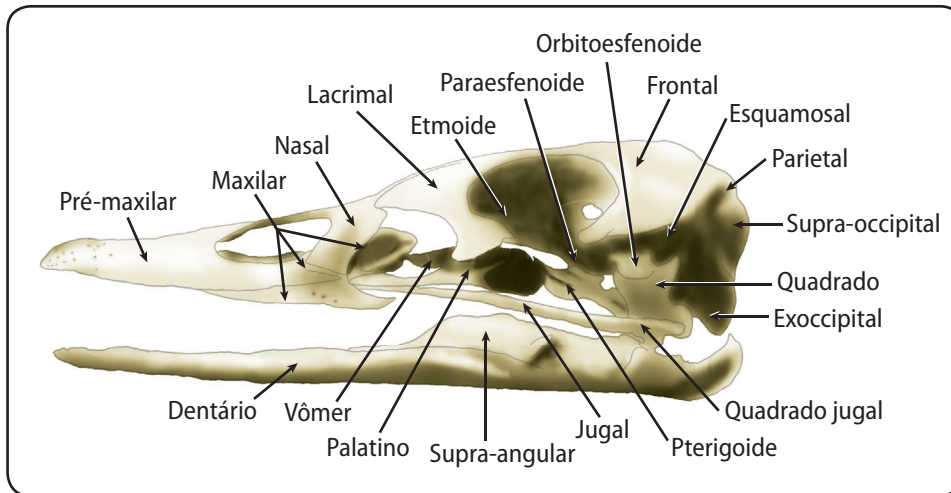 Orbitoesfenoide
Paraesfenoide
Frontal
Lacrimal
Esquamosal
Etmoide
Nasal
Parietal
Maxilar
Pré-maxilar
Supra-occipital
Quadrado
Exoccipital
Dentário
Vômer
Quadrado jugal
Palatino
Supra-angular
Jugal
Pterigoide